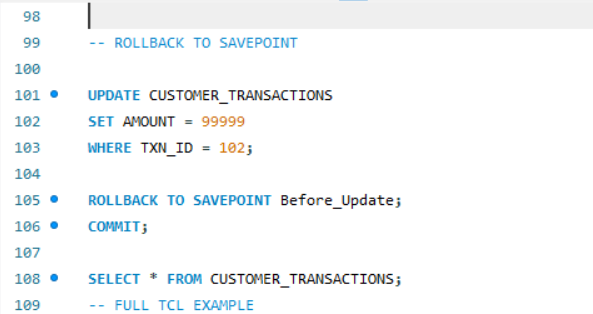 98
99 -- ROLLBACK TO SAVEPOINT
100
101 UPDATE CUSTOMER_TRANSACTIONS
102 SET AMOUNT = 99999
103 WHERE TXN_ID = 102;
104
105 ROLLBACK TO SAVEPOINT Before_Update;
106 COMMIT;
107
108 SELECT * FROM CUSTOMER_TRANSACTIONS;
109 -- FULL TCL EXAMPLE